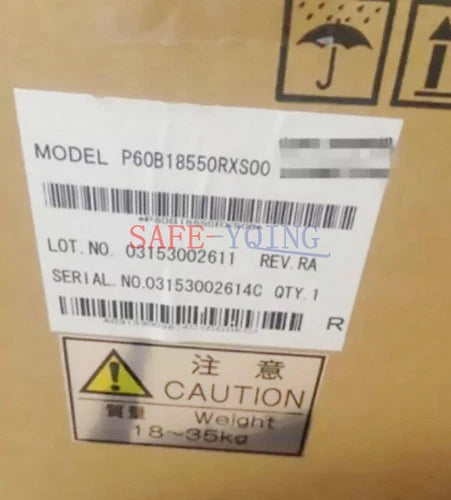 MODEL P60B18550RXS00
SAFE-YQING
LOT.NO. 03153002611 REV.RA
SERIAL.NO.03153002614C QTY.1
R
注意
CAUTION
質量 Weight
18~35kg